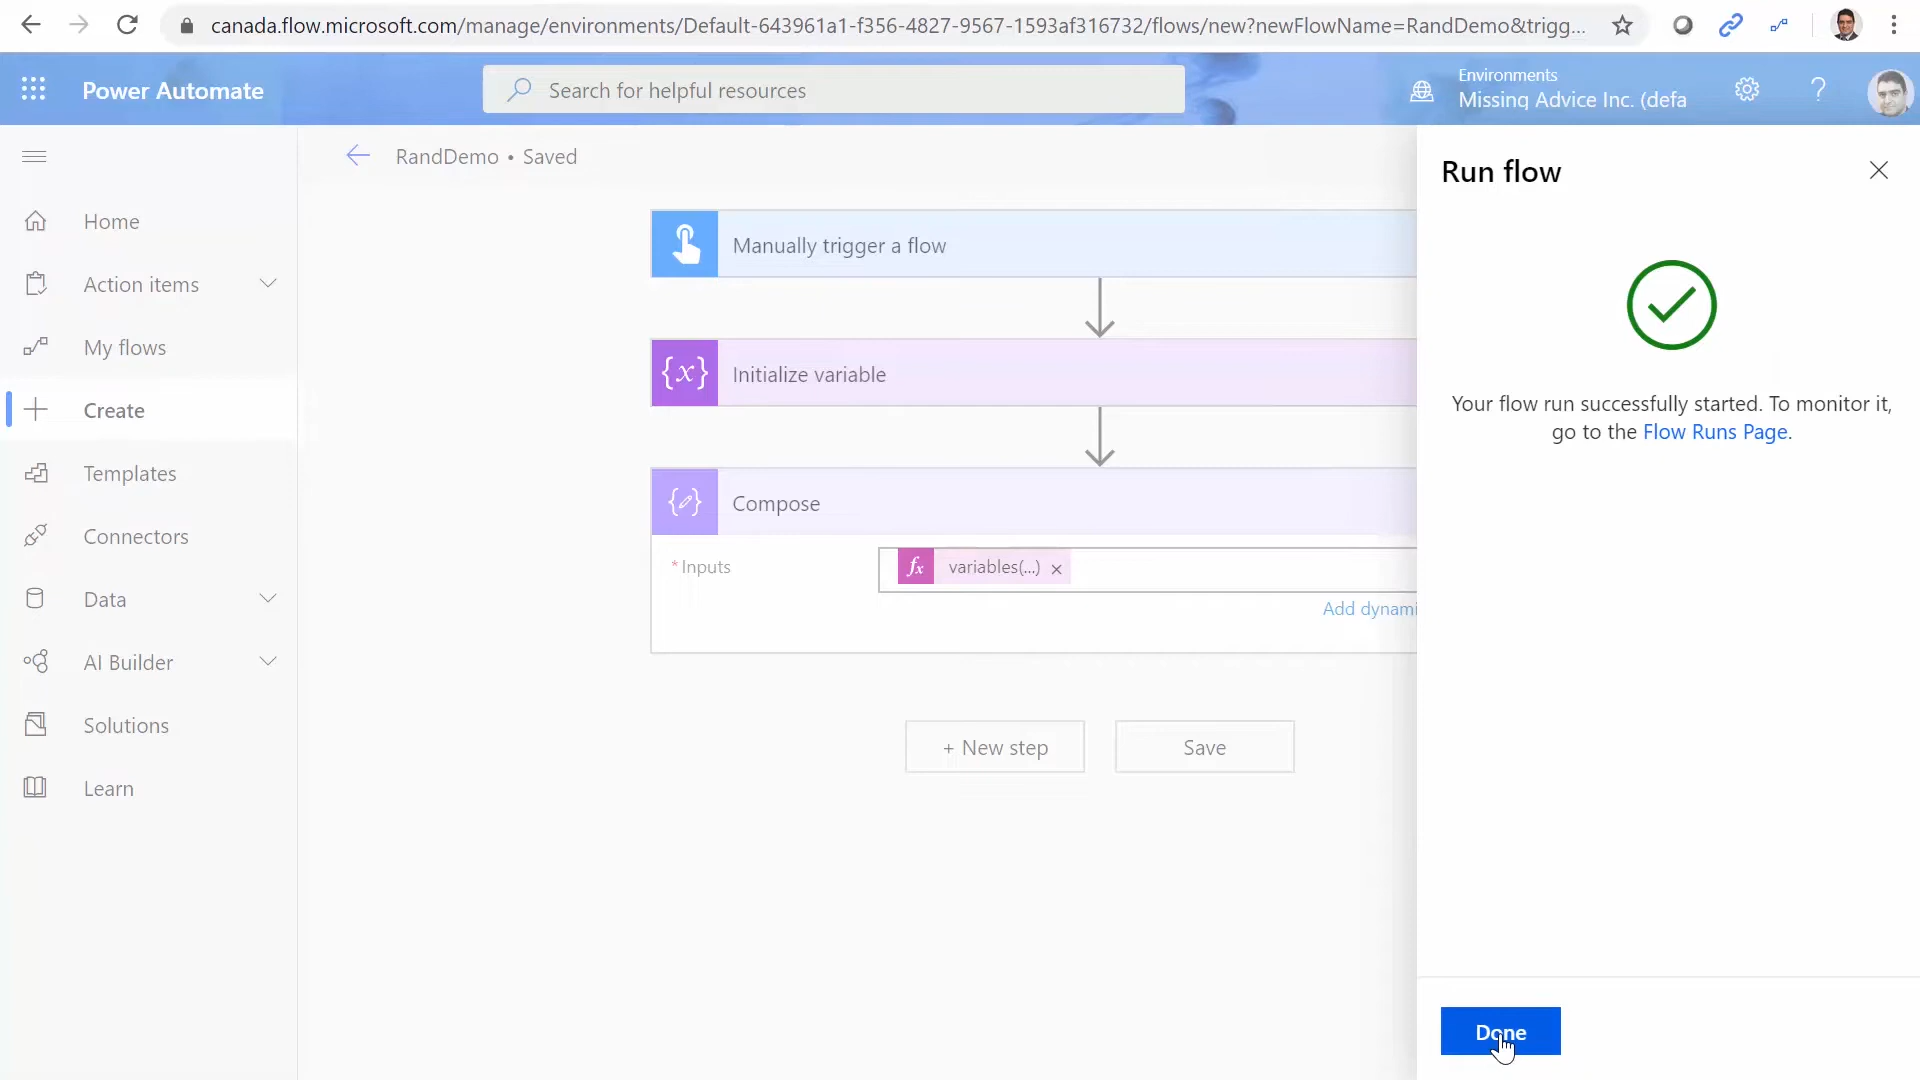 canada.flow.microsoft.com/manage/environments/Default-643961a1-f356-4827-9567-1593af316732/flows/new?newFlowName=RandDemo&trigg...
Power Automate
Search for helpful resources
Environments
Missing Advice Inc. (defa
?
RandDemo • Saved
Run flow
Home
Action items
My flows
Create
Templates
Connectors
Data
AI Builder
Solutions
Learn
Manually trigger a flow
{x} Initialize variable
Compose
* Inputs
fx variables(...) ×
Add dynami
+ New step
Save
Your flow run successfully started. To monitor it,
go to the Flow Runs Page.
Done